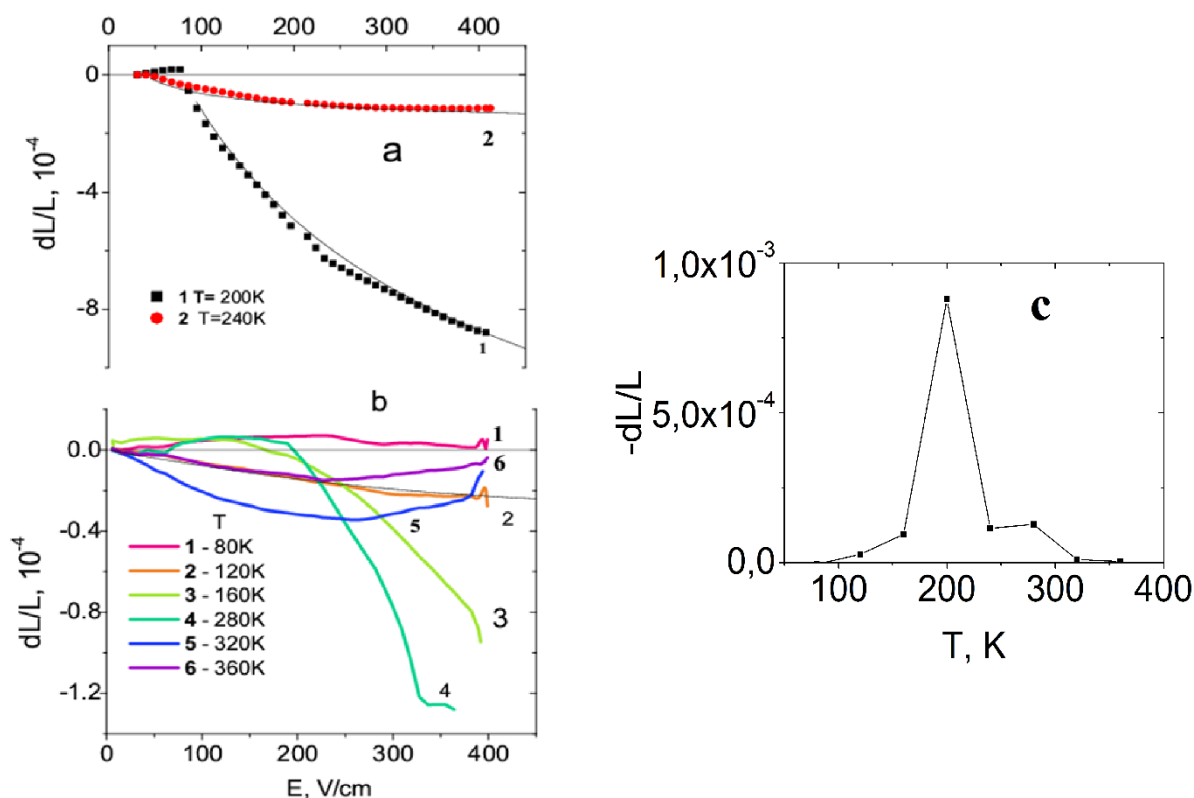 0 100 200 300 400
0
-4
-8
dL/L, 10-4
a
2
1 T= 200K
2 T=240K
1
b
0.0
-0.4
-0.8
-1.2
dL/L, 10-4
1
6
2
5
3
4
T
1 - 80K
2 - 120K
3 - 160K
4 - 280K
5 - 320K
6 - 360K
0 100 200 300 400
E, V/cm
1,0x10-3
5,0x10-4
0,0
-dL/L
c
100 200 300 400
T, K